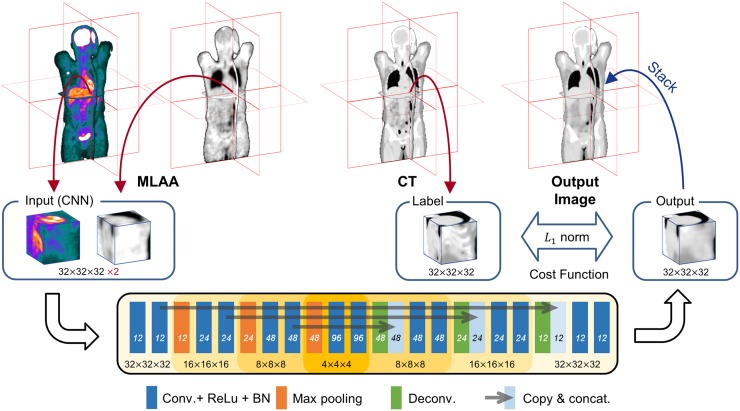 Stack
MLAA
CT
Output
Image
Input (CNN)
32×32×32 ×2
Label
32×32×32
L1 norm
Cost Function
Output
32×32×32
12 12 12 24 24 24 48 48 48 96 96 48 48 48 48 24 24 24 24 12 12 12 12
32×32×32 16×16×16 8×8×8 4×4×4 8×8×8 16×16×16 32×32×32
Conv.+ ReLu + BN
Max pooling
Deconv.
Copy & concat.